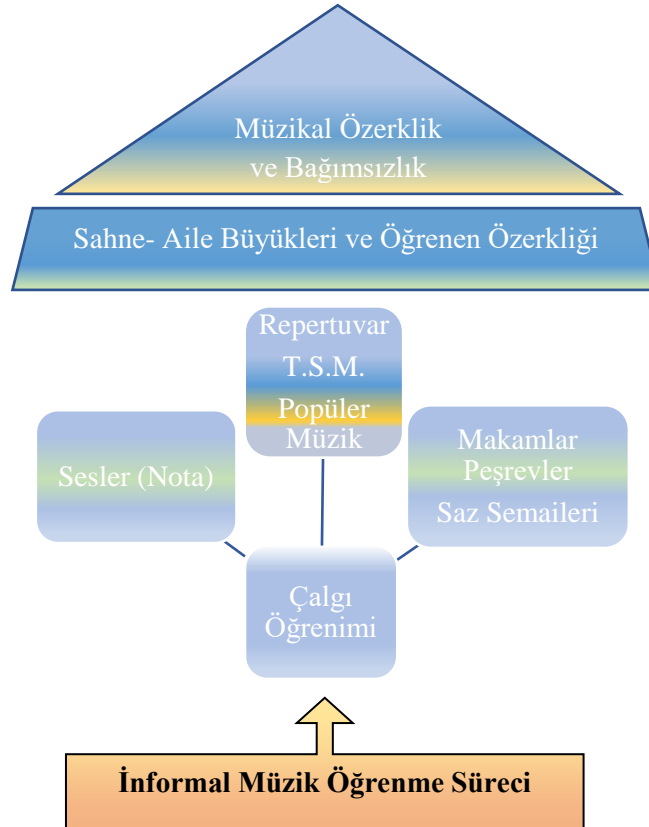 Müzikal Özerklik
ve Bağımsızlık
Sahne- Aile Büyükleri ve Öğrenen Özerkliği
Repertuvar
T.S.M.
Popüler
Müzik
Sesler (Nota)
Makamlar
Peşrevler
Saz Semaileri
Çalgı
Öğrenimi
İnformal Müzik Öğrenme Süreci